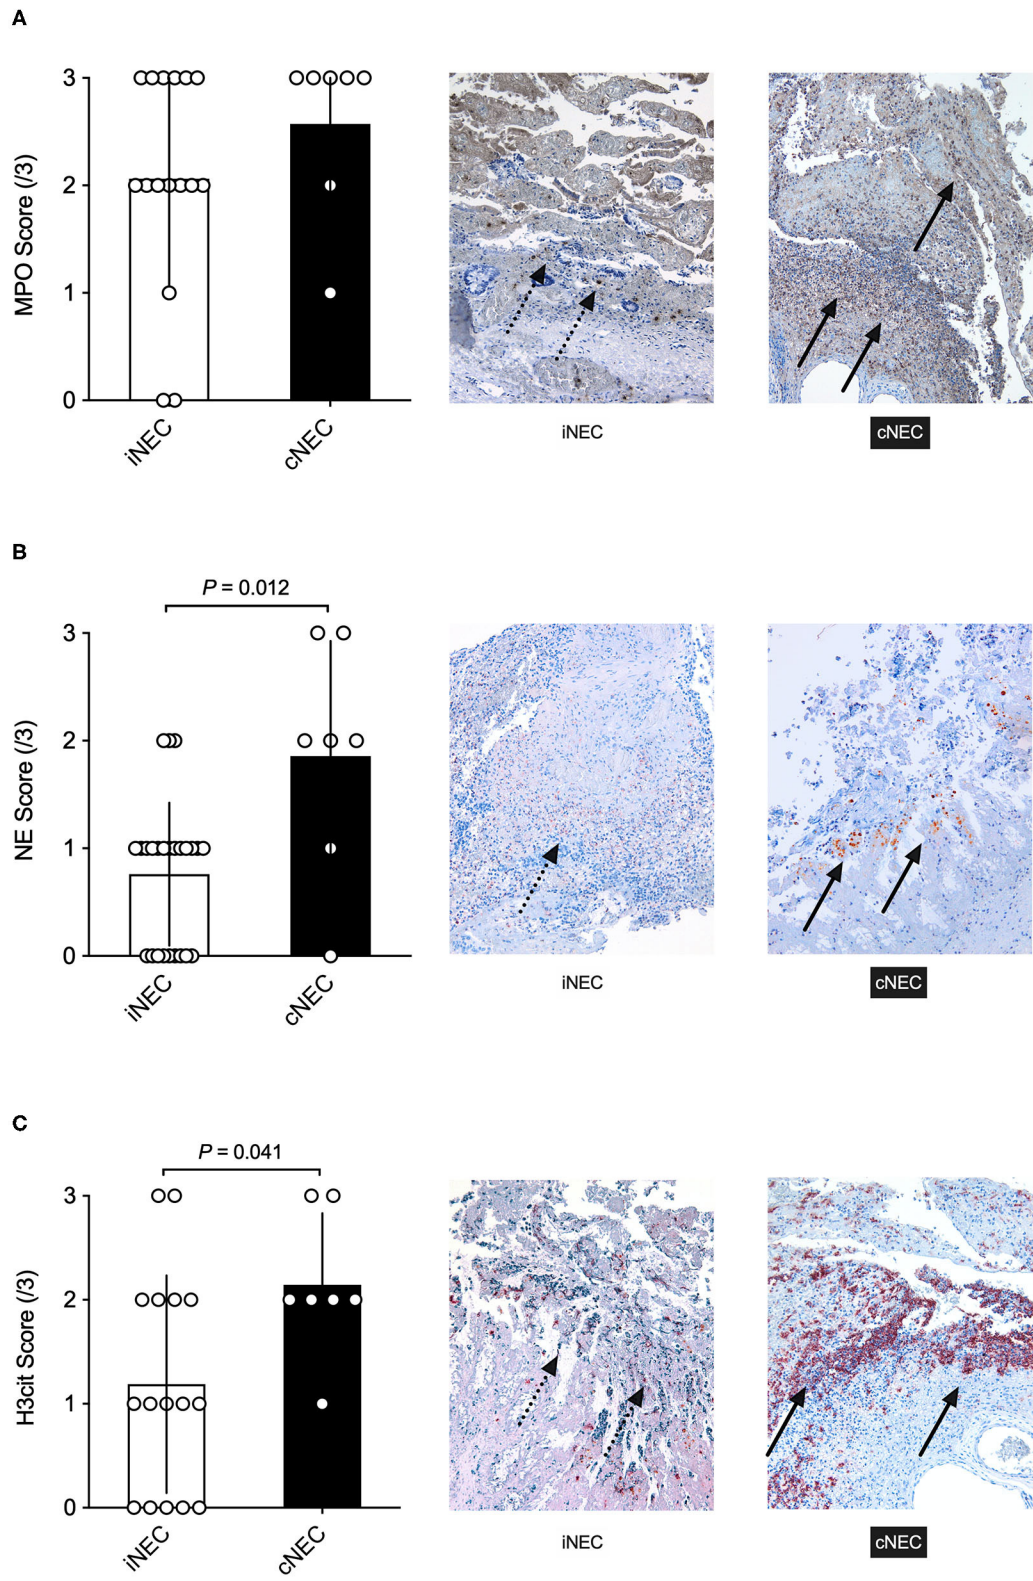 A
MPO Score (/3)
3
2
1
0
iNEC
cNEC
iNEC
cNEC
B
P = 0.012
NE Score (/3)
3
2
1
0
iNEC
cNEC
iNEC
cNEC
C
P = 0.041
H3cit Score (/3)
3
2
1
0
iNEC
cNEC
iNEC
cNEC